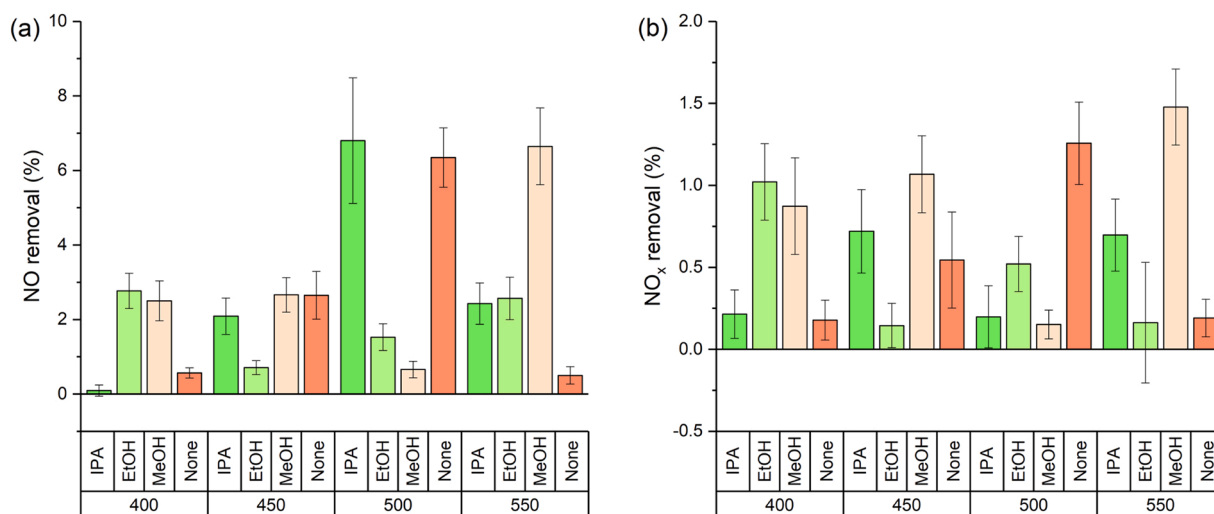 (a)
NO removal (%)
10
8
6
4
2
0
IPA EtOH MeOH None IPA EtOH MeOH None IPA EtOH MeOH None IPA EtOH MeOH None
400 450 500 550
(b)
NOx removal (%)
2.0
1.5
1.0
0.5
0.0
-0.5
IPA EtOH MeOH None IPA EtOH MeOH None IPA EtOH MeOH None IPA EtOH MeOH None
400 450 500 550